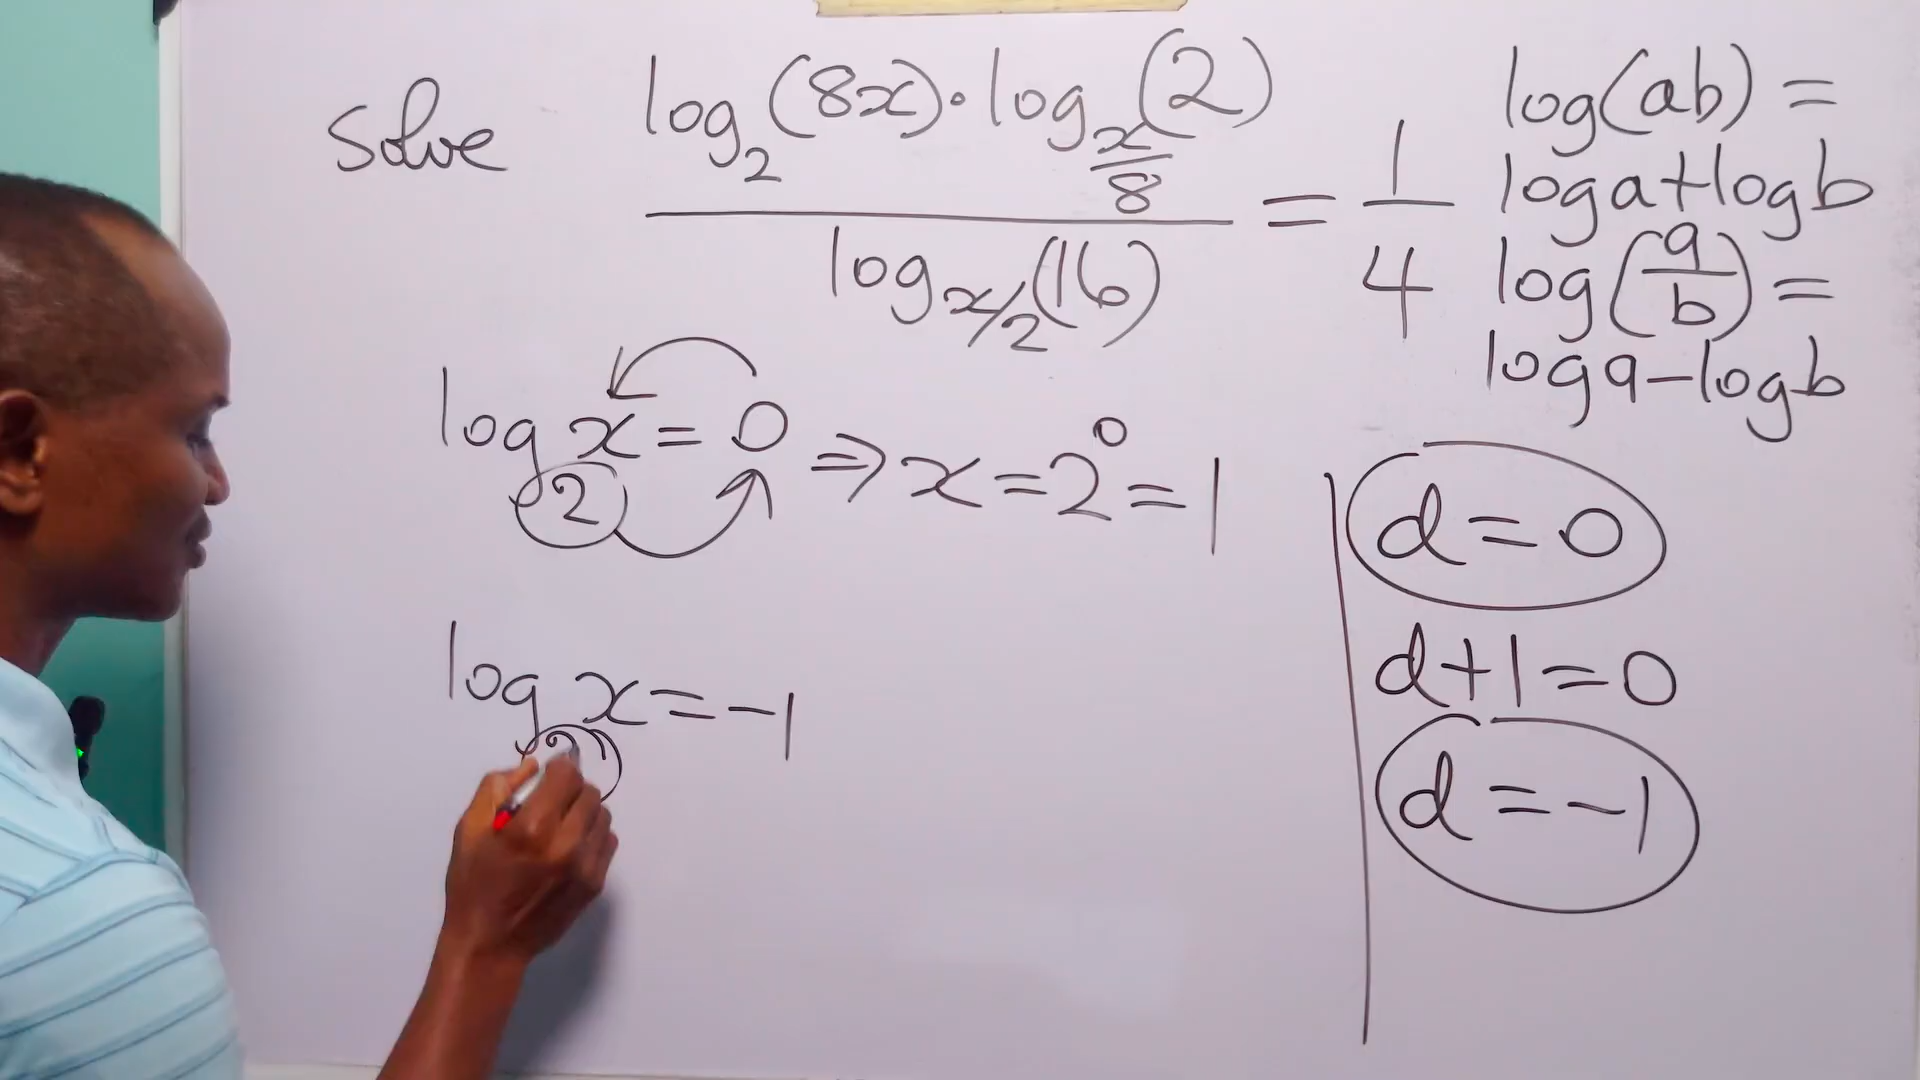 Solve log₂(8x)·log_{x/8}(2)
/ log_{x/2}(16) = 1/4
log(ab) =
log a + log b
log(a/b) =
log a − log b
log₂ x = 0 ⇒ x = 2⁰ = 1
log₂ x = −1
d = 0
d + 1 = 0
d = −1